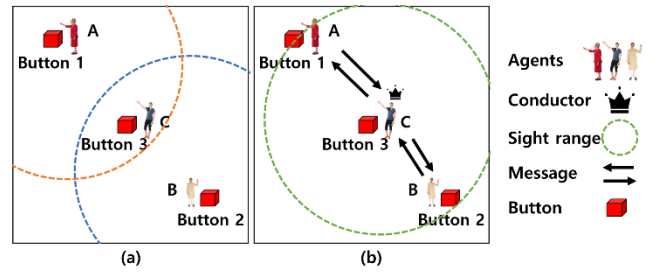 A
Button 1
C
Button 3
B
Button 2
(a)
A
Button 1
C
Button 3
B
Button 2
(b)
Agents
Conductor
Sight range
Message
Button